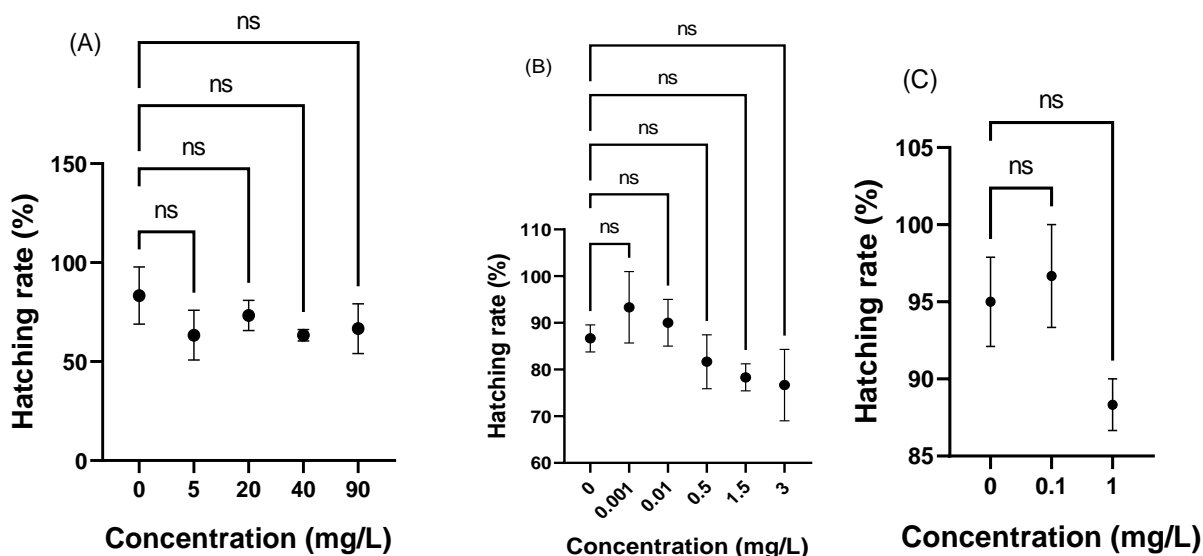 (A)
ns
ns
ns
ns
150
100
50
0
Hatching rate (%)
0 5 20 40 90
Concentration (mg/L)
(B)
ns
ns
ns
ns
ns
110
100
90
80
70
60
Hatching rate (%)
0 0.001 0.01 0.5 1.5 3
Concentration (mg/L)
(C)
ns
ns
105
100
95
90
85
Hatching rate (%)
0 0.1 1
Concentration (mg/L)